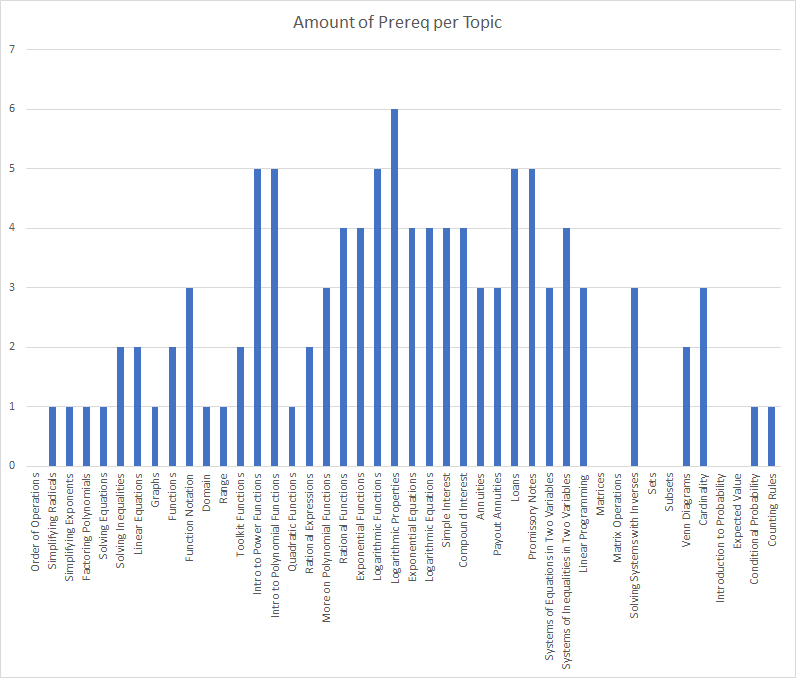 Amount of Prereq per Topic
7
6
5
4
3
2
1
0
Order of Operations
Simplifying Radicals
Simplifying Exponents
Factoring Polynomials
Solving Equations
Solving Inequalities
Linear Equations
Graphs
Functions
Function Notation
Domain
Range
Toolkit Functions
Intro to Power Functions
Intro to Polynomial Functions
Quadratic Functions
Rational Expressions
More on Polynomial Functions
Rational Functions
Exponential Functions
Logarithmic Functions
Logarithmic Properties
Exponential Equations
Logarithmic Equations
Simple Interest
Compound Interest
Annuities
Payout Annuities
Loans
Promissory Notes
Systems of Equations in Two Variables
Systems of Inequalities in Two Variables
Linear Programming
Matrices
Matrix Operations
Solving Systems with Inverses
Sets
Subsets
Venn Diagrams
Cardinality
Introduction to Probability
Expected Value
Conditional Probability
Counting Rules